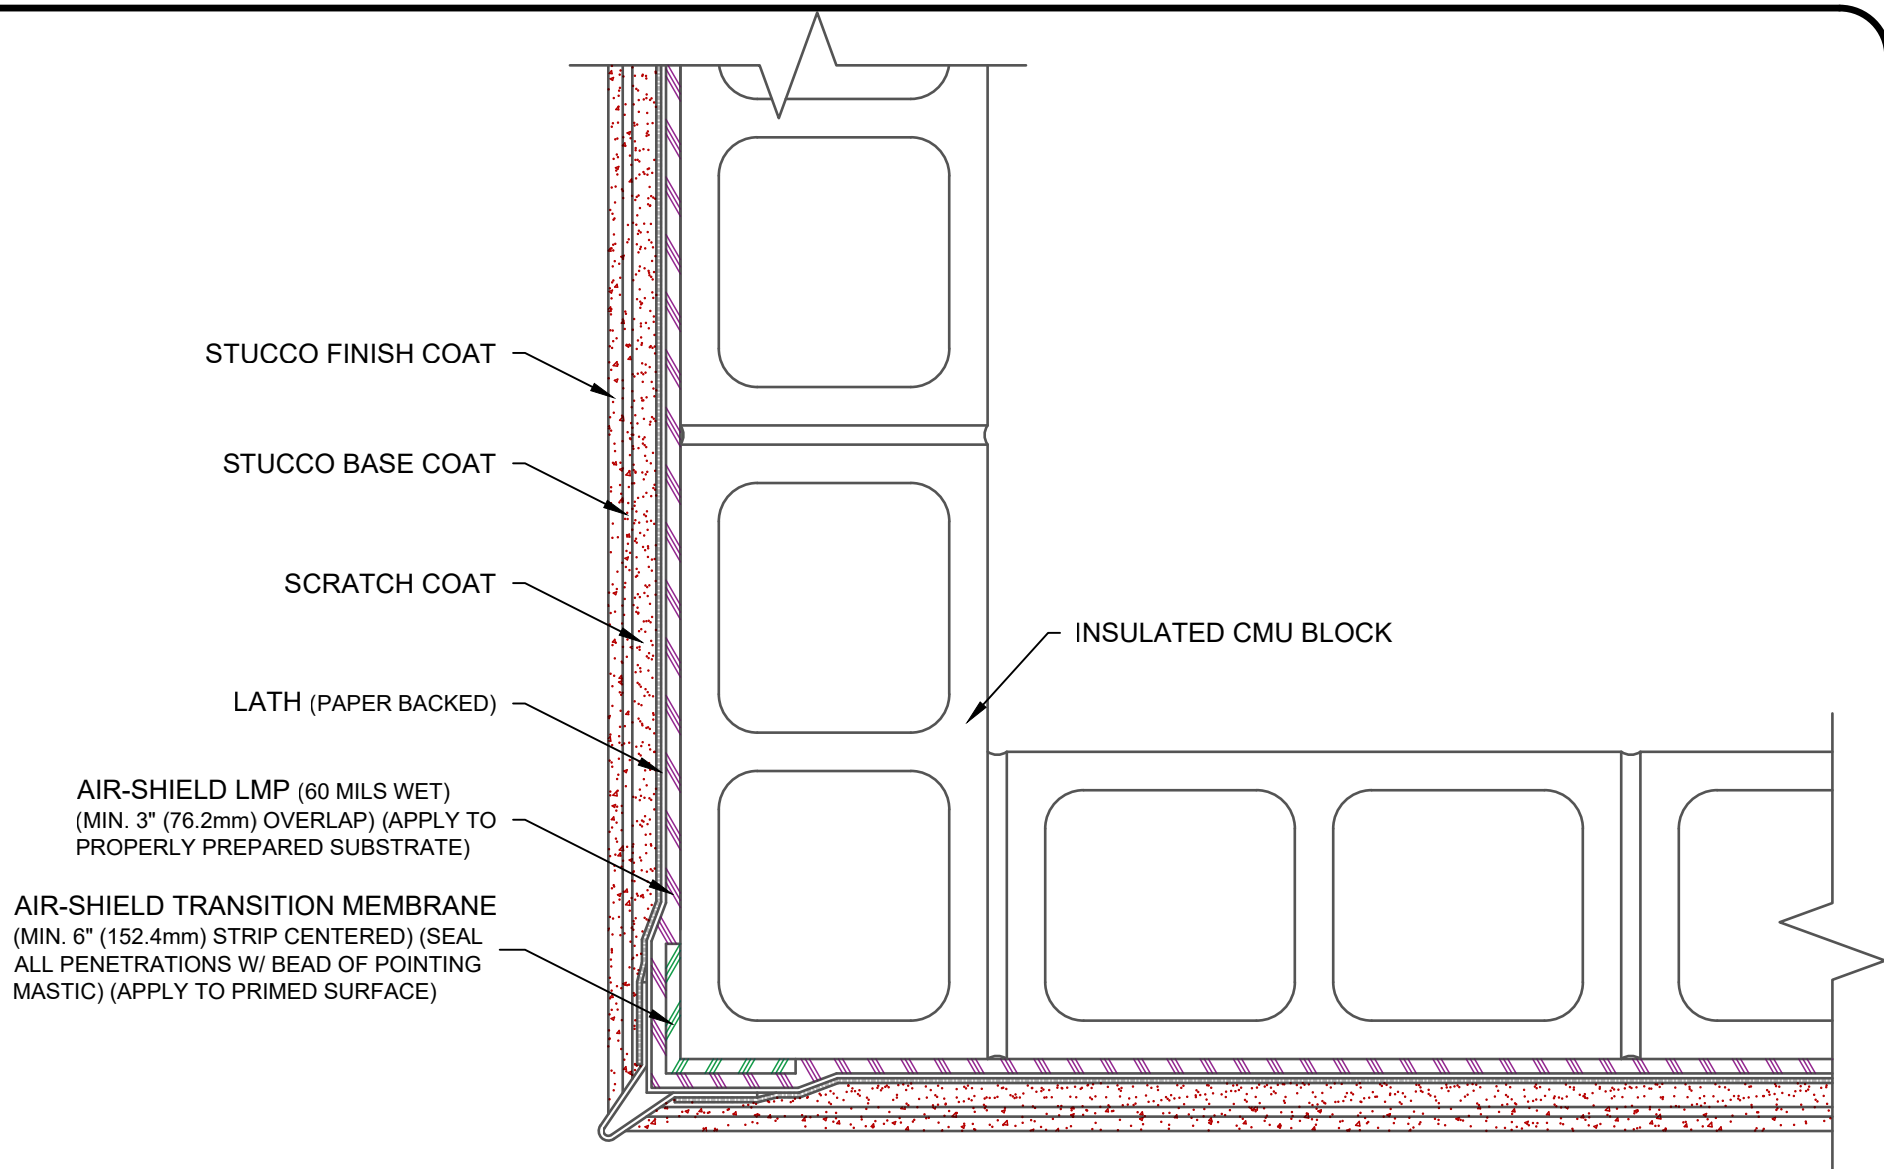 STUCCO FINISH COAT
STUCCO BASE COAT
SCRATCH COAT
INSULATED CMU BLOCK
LATH (PAPER BACKED)
AIR-SHIELD LMP (60 MILS WET)
(MIN. 3" (76.2mm) OVERLAP) (APPLY TO
PROPERLY PREPARED SUBSTRATE)
AIR-SHIELD TRANSITION MEMBRANE
(MIN. 6" (152.4mm) STRIP CENTERED) (SEAL
ALL PENETRATIONS W/ BEAD OF POINTING
MASTIC) (APPLY TO PRIMED SURFACE)